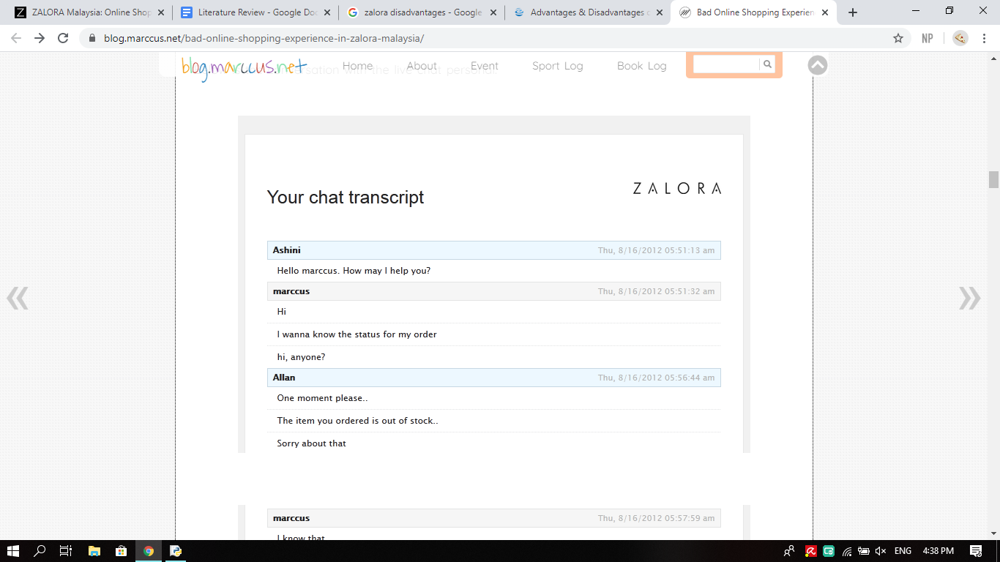 ZALORA Malaysia: Online Shop
Literature Review - Google Doc
zalora disadvantages - Google
Advantages & Disadvantages o
Bad Online Shopping Experien
blog.marccus.net/bad-online-shopping-experience-in-zalora-malaysia/
NP
blog.marccus.net
Home
About
Event
Sport Log
Book Log
sation with the live chat personal
ZALORA
Your chat transcript
Ashini
Thu, 8/16/2012 05:51:13 am
Hello marccus. How may I help you?
marccus
Thu, 8/16/2012 05:51:32 am
Hi
I wanna know the status for my order
hi, anyone?
Allan
Thu, 8/16/2012 05:56:44 am
One moment please..
The item you ordered is out of stock..
Sorry about that
marccus
Thu, 8/16/2012 05:57:59 am
I know that
ENG
4:38 PM